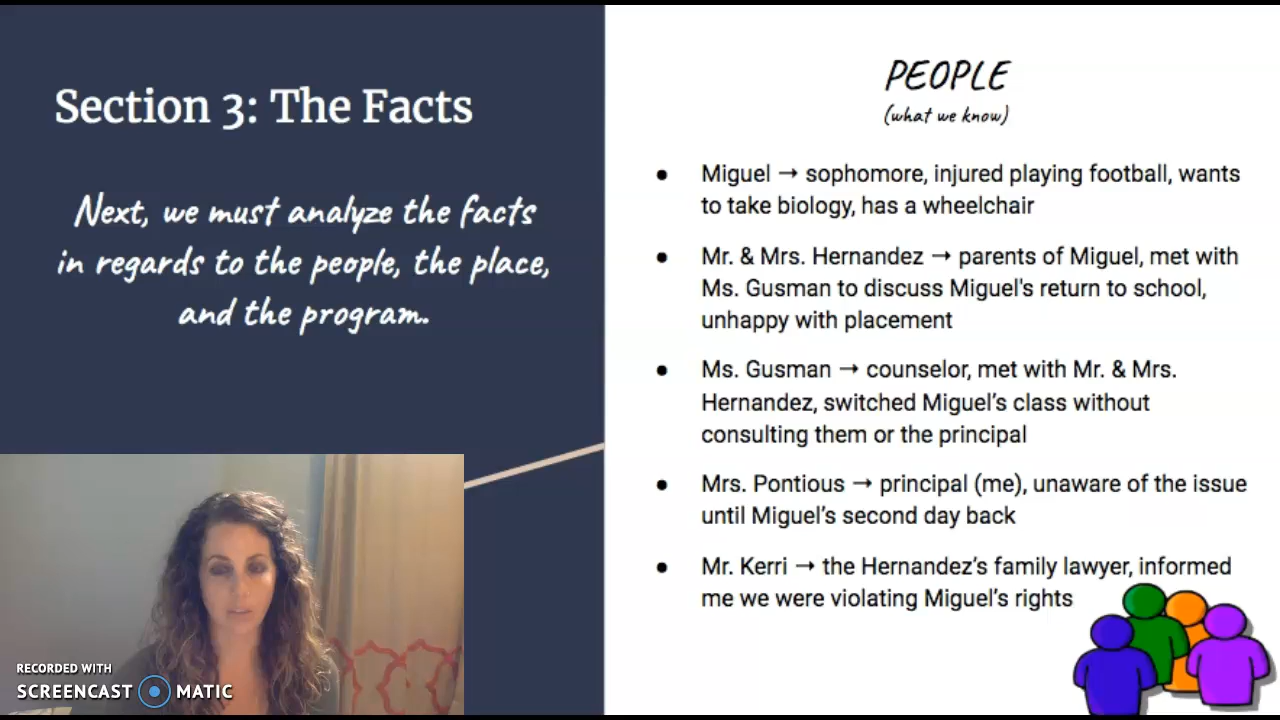 Section 3: The Facts
Next, we must analyze the facts
in regards to the people, the place,
and the program.
PEOPLE
(what we know)
● Miguel → sophomore, injured playing football, wants
to take biology, has a wheelchair
● Mr. & Mrs. Hernandez → parents of Miguel, met with
Ms. Gusman to discuss Miguel's return to school,
unhappy with placement
● Ms. Gusman → counselor, met with Mr. & Mrs.
Hernandez, switched Miguel’s class without
consulting them or the principal
● Mrs. Pontious → principal (me), unaware of the issue
until Miguel’s second day back
● Mr. Kerri → the Hernandez’s family lawyer, informed
me we were violating Miguel’s rights
RECORDED WITH
SCREENCAST MATIC